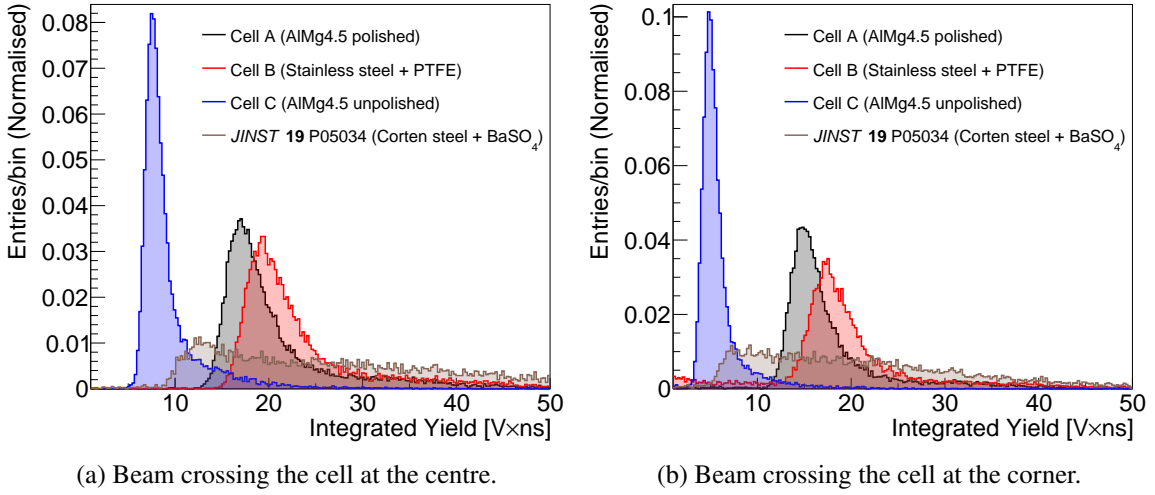 Entries/bin (Normalised)
0.08
0.07
0.06
0.05
0.04
0.03
0.02
0.01
0
Cell A (AlMg4.5 polished)
Cell B (Stainless steel + PTFE)
Cell C (AlMg4.5 unpolished)
JINST 19 P05034 (Corten steel + BaSO4)
10 20 30 40 50
Integrated Yield [V×ns]
(a) Beam crossing the cell at the centre.
Entries/bin (Normalised)
0.1
0.08
0.06
0.04
0.02
0
Cell A (AlMg4.5 polished)
Cell B (Stainless steel + PTFE)
Cell C (AlMg4.5 unpolished)
JINST 19 P05034 (Corten steel + BaSO4)
10 20 30 40 50
Integrated Yield [V×ns]
(b) Beam crossing the cell at the corner.